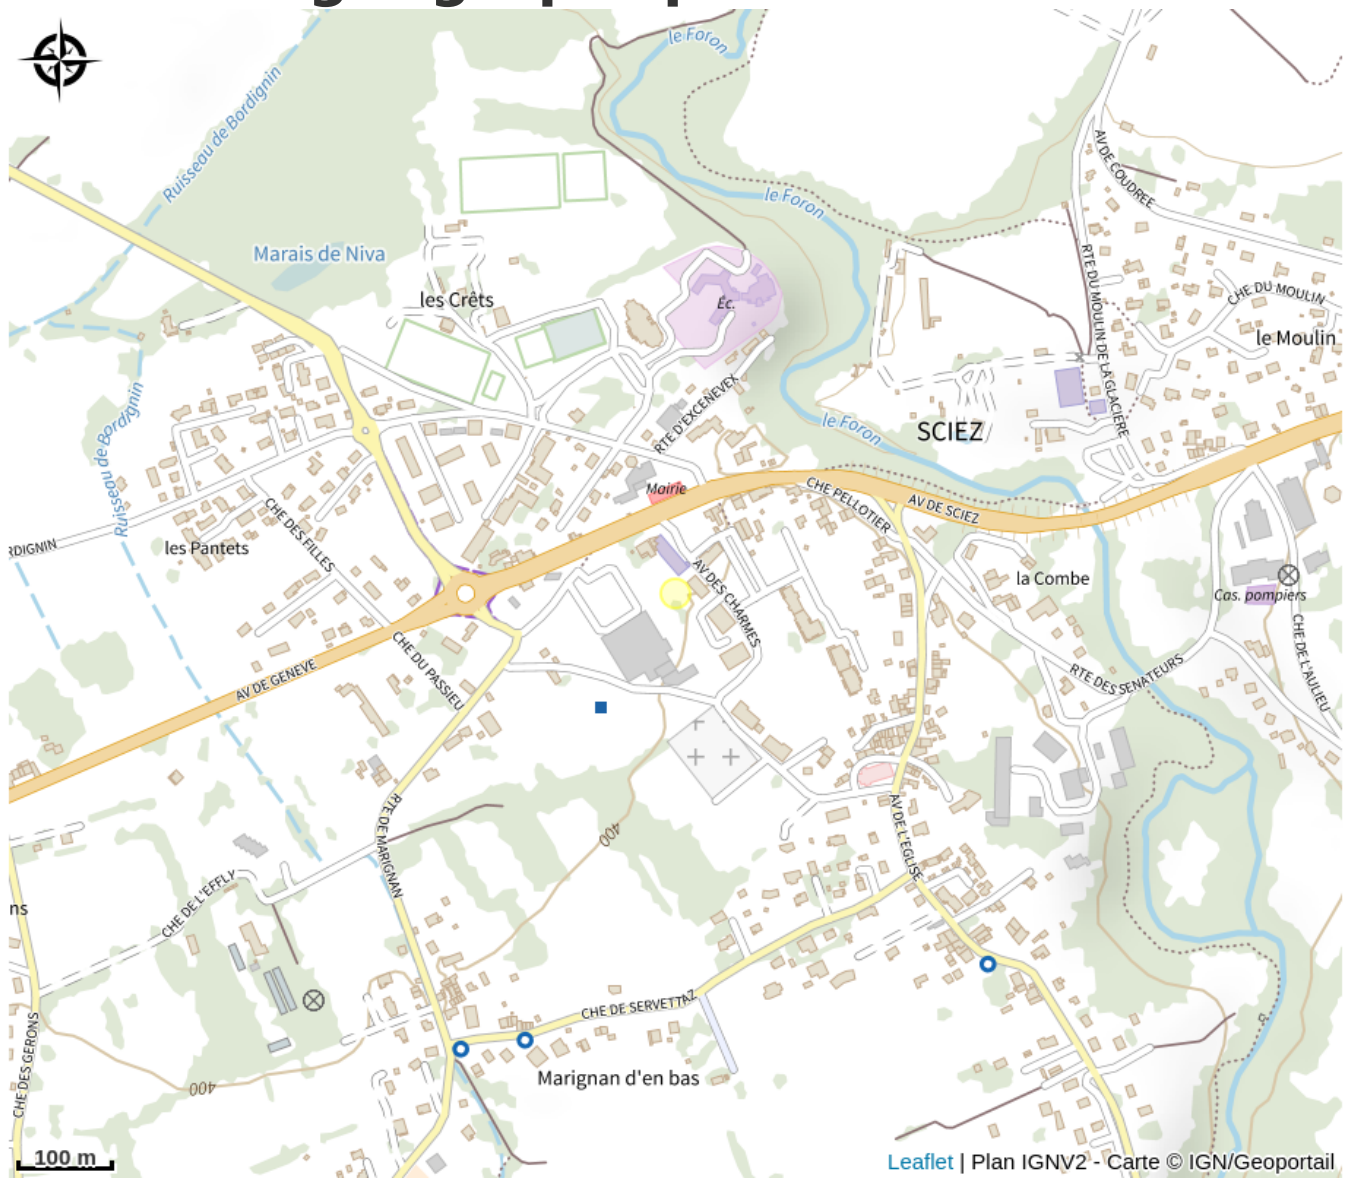 le Foron
Ruisseau de Bordignin
AV DE COUDREE
le Foron
Marais de Niva
RTE DU MOULIN DE LA GLACIÈRE
CHE DU MOULIN
les Crêts
Éc.
le Moulin
Ruisseau de Bordignin
RTE D'EXCENEVEX
le Foron
SCIEZ
Mairie
CHE PELLOTIER
AV DE SCIEZ
CHE DES FILLES
RDIGNIN
les Pantets
AV DES CHARMES
la Combe
Cas. pompiers
CHE DE L'AULIEU
AV DE GENEVE
CHE DU PASSIEU
RTE DES SENATEURS
RTE DE MARIGNAN
400
AV DE L'EGLISE
CHE DE L'EFFLY
ns
CHE DE SERVETTAZ
CHE DES GERONS
400
Marignan d'en bas
100 m
Leaflet | Plan IGNV2 - Carte © IGN/Geoportail